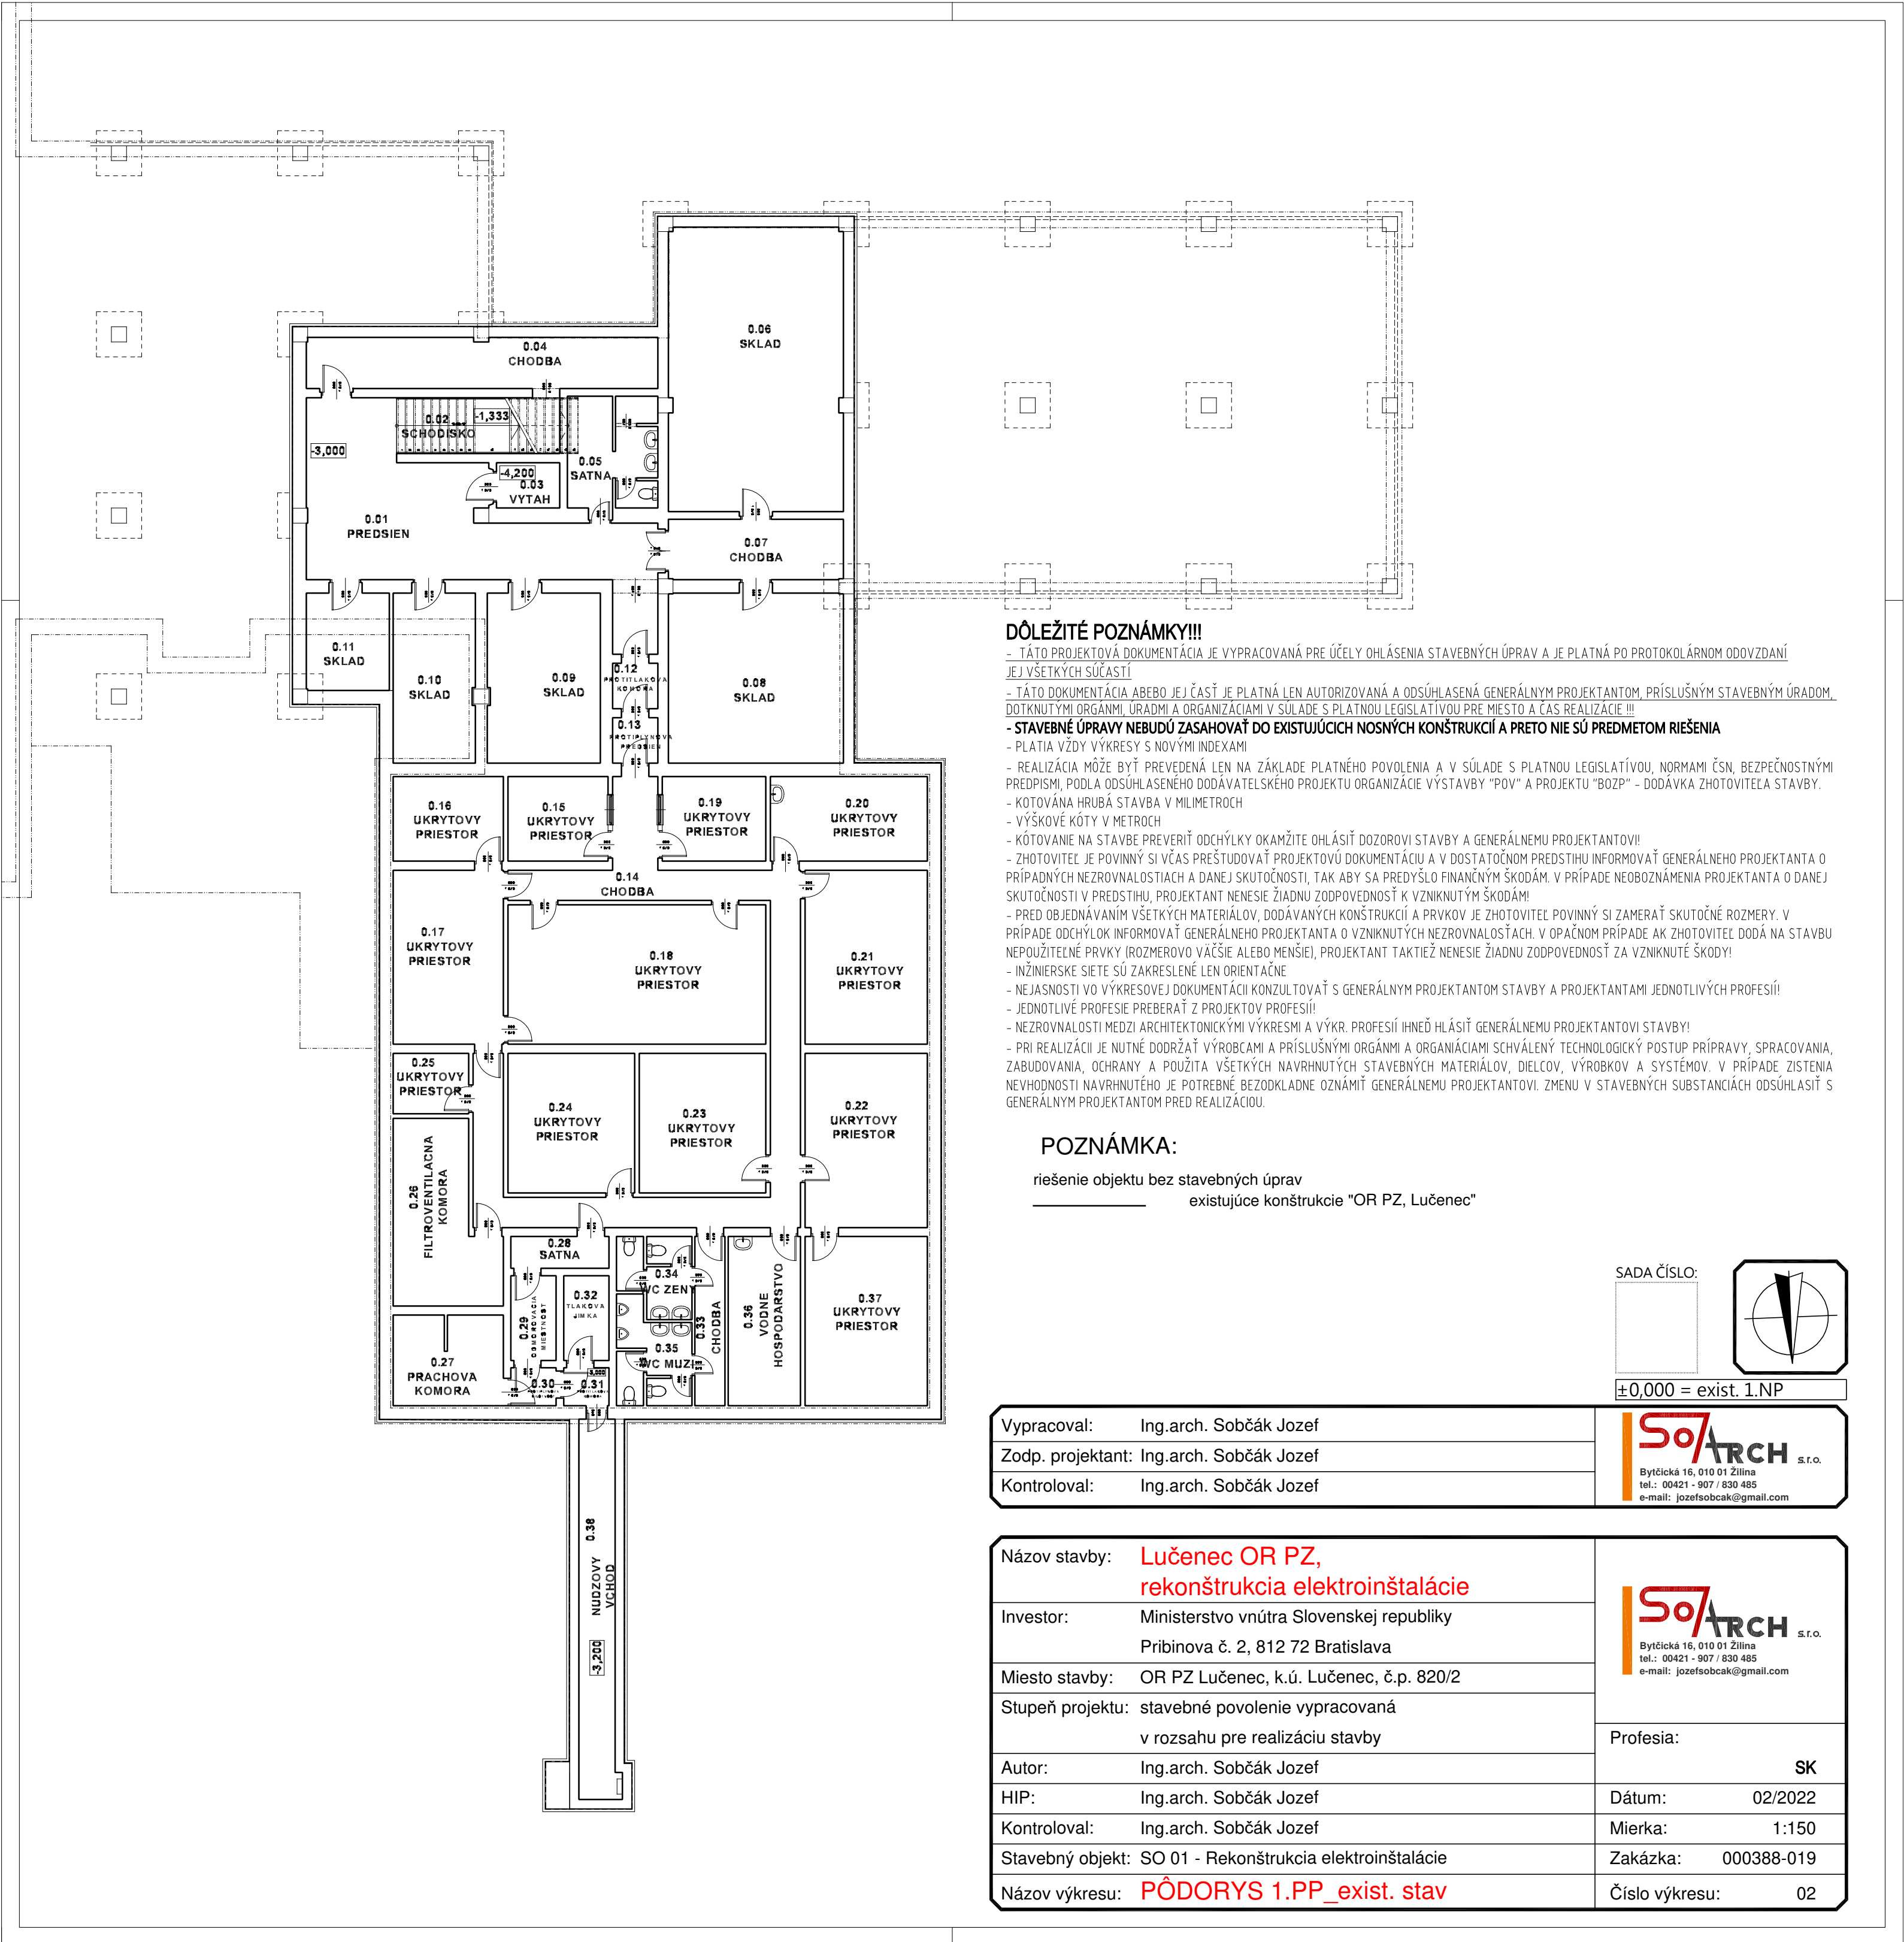 0.06
SKLAD
0.04
CHODBA
0.02
SCHODISKO
-1,333
-3,000
0.05
SATNA
-4,200
0.03
VYTAH
0.01
PREDSIEN
0.07
CHODBA
0.11
SKLAD
0.10
SKLAD
0.09
SKLAD
0.12
PROTITLAKOVA
KOMORA
0.08
SKLAD
0.13
PROTIPLYNOVA
PREDSIEN
0.16
UKRYTOVY
PRIESTOR
0.15
UKRYTOVY
PRIESTOR
0.19
UKRYTOVY
PRIESTOR
0.20
UKRYTOVY
PRIESTOR
0.14
CHODBA
0.17
UKRYTOVY
PRIESTOR
0.18
UKRYTOVY
PRIESTOR
0.21
UKRYTOVY
PRIESTOR
0.25
UKRYTOVY
PRIESTOR
0.24
UKRYTOVY
PRIESTOR
0.23
UKRYTOVY
PRIESTOR
0.22
UKRYTOVY
PRIESTOR
0.26
FILTROVENTILACNA
KOMORA
0.28
SATNA
0.29
MIESTNOST
0.32
TLAKOVA
JIMKA
0.34
WC ZENY
0.33
CHODBA
0.36
VODNE
HOSPODARSTVO
0.37
UKRYTOVY
PRIESTOR
0.35
WC MUZI
0.27
PRACHOVA
KOMORA
0.30
0.31
0.38
NUDZOVY
VCHOD
-3,200
DÔLEŽITÉ POZNÁMKY!!!
- TÁTO PROJEKTOVÁ DOKUMENTÁCIA JE VYPRACOVANÁ PRE ÚČELY OHLÁSENIA STAVEBNÝCH ÚPRAV A JE PLATNÁ PO PROTOKOLÁRNOM ODOVZDANÍ
JEJ VŠETKÝCH SÚČASTÍ
- TÁTO DOKUMENTÁCIA ABEBO JEJ ČASŤ JE PLATNÁ LEN AUTORIZOVANÁ A ODSÚHLASENÁ GENERÁLNYM PROJEKTANTOM, PRÍSLUŠNÝM STAVEBNÝM ÚRADOM,
DOTKNUTÝMI ORGÁNMI, ÚRADMI A ORGANIZÁCIAMI V SÚLADE S PLATNOU LEGISLATÍVOU PRE MIESTO A ČAS REALIZÁCIE !!!
- STAVEBNÉ ÚPRAVY NEBUDÚ ZASAHOVAŤ DO EXISTUJÚCICH NOSNÝCH KONŠTRUKCIÍ A PRETO NIE SÚ PREDMETOM RIEŠENIA
- PLATIA VŽDY VÝKRESY S NOVÝMI INDEXAMI
- REALIZÁCIA MÔŽE BYŤ PREVEDENÁ LEN NA ZÁKLADE PLATNÉHO POVOLENIA A V SÚLADE S PLATNOU LEGISLATÍVOU, NORMAMI ČSN, BEZPEČNOSTNÝMI
PREDPISMI, PODLA ODSÚHLASENÉHO DODÁVATELSKÉHO PROJEKTU ORGANIZÁCIE VÝSTAVBY "POV" A PROJEKTU "BOZP" - DODÁVKA ZHOTOVITEĽA STAVBY.
- KOTOVÁNA HRUBÁ STAVBA V MILIMETROCH
- VÝŠKOVÉ KÓTY V METROCH
- KÓTOVANIE NA STAVBE PREVERIŤ ODCHÝLKY OKAMŽITE OHLÁSIŤ DOZOROVI STAVBY A GENERÁLNEMU PROJEKTANTOVI!
- ZHOTOVITEĽ JE POVINNÝ SI VČAS PREŠTUDOVAŤ PROJEKTOVÚ DOKUMENTÁCIU A V DOSTATOČNOM PREDSTIHU INFORMOVAŤ GENERÁLNEHO PROJEKTANTA O
PRÍPADNÝCH NEZROVNALOSTIACH A DANEJ SKUTOČNOSTI, TAK ABY SA PREDYŠLO FINANČNÝM ŠKODÁM. V PRÍPADE NEOBOZNÁMENIA PROJEKTANTA O DANEJ
SKUTOČNOSTI V PREDSTIHU, PROJEKTANT NENESIE ŽIADNU ZODPOVEDNOSŤ K VZNIKNUTÝM ŠKODÁM!
- PRED OBJEDNÁVANÍM VŠETKÝCH MATERIÁLOV, DODÁVANÝCH KONŠTRUKCIÍ A PRVKOV JE ZHOTOVITEĽ POVINNÝ SI ZAMERAŤ SKUTOČNÉ ROZMERY. V
PRÍPADE ODCHÝLOK INFORMOVAŤ GENERÁLNEHO PROJEKTANTA O VZNIKNUTÝCH NEZROVNALOSŤACH. V OPAČNOM PRÍPADE AK ZHOTOVITEĽ DODÁ NA STAVBU
NEPOUŽITEĽNÉ PRVKY (ROZMEROVO VÄČŠIE ALEBO MENŠIE), PROJEKTANT TAKTIEŽ NENESIE ŽIADNU ZODPOVEDNOSŤ ZA VZNIKNUTÉ ŠKODY!
- INŽINIERSKE SIETE SÚ ZAKRESLENÉ LEN ORIENTAČNE
- NEJASNOSTI VO VÝKRESOVEJ DOKUMENTÁCII KONZULTOVAŤ S GENERÁLNYM PROJEKTANTOM STAVBY A PROJEKTANTAMI JEDNOTLIVÝCH PROFESIÍ!
- JEDNOTLIVÉ PROFESIE PREBERAŤ Z PROJEKTOV PROFESIÍ!
- NEZROVNALOSTI MEDZI ARCHITEKTONICKÝMI VÝKRESMI A VÝKR. PROFESIÍ IHNEĎ HLÁSIŤ GENERÁLNEMU PROJEKTANTOVI STAVBY!
- PRI REALIZÁCII JE NUTNÉ DODRŽAŤ VÝROBCAMI A PRÍSLUŠNÝMI ORGÁNMI A ORGANIÁCIAMI SCHVÁLENÝ TECHNOLOGICKÝ POSTUP PRÍPRAVY, SPRACOVANIA,
ZABUDOVANIA, OCHRANY A POUŽITA VŠETKÝCH NAVRHNUTÝCH STAVEBNÝCH MATERIÁLOV, DIELCOV, VÝROBKOV A SYSTÉMOV. V PRÍPADE ZISTENIA
NEVHODNOSTI NAVRHNUTÉHO JE POTREBNÉ BEZODKLADNE OZNÁMIŤ GENERÁLNEMU PROJEKTANTOVI. ZMENU V STAVEBNÝCH SUBSTANCIÁCH ODSÚHLASIŤ S
GENERÁLNYM PROJEKTANTOM PRED REALIZÁCIOU.
POZNÁMKA:
riešenie objektu bez stavebných úprav
existujúce konštrukcie "OR PZ, Lučenec"
SADA ČÍSLO:
±0,000 = exist. 1.NP
Vypracoval: Ing.arch. Sobčák Jozef
Zodp. projektant: Ing.arch. Sobčák Jozef
Kontroloval: Ing.arch. Sobčák Jozef
So/ARCH s.r.o.
Bytčická 16, 010 01 Žilina
tel.: 00421 - 907 / 830 485
e-mail: jozefsobcak@gmail.com
Názov stavby: Lučenec OR PZ,
rekonštrukcia elektroinštalácie
Investor: Ministerstvo vnútra Slovenskej republiky
Pribinova č. 2, 812 72 Bratislava
Miesto stavby: OR PZ Lučenec, k.ú. Lučenec, č.p. 820/2
Stupeň projektu: stavebné povolenie vypracovaná
v rozsahu pre realizáciu stavby
Autor: Ing.arch. Sobčák Jozef
HIP: Ing.arch. Sobčák Jozef
Kontroloval: Ing.arch. Sobčák Jozef
Stavebný objekt: SO 01 - Rekonštrukcia elektroinštalácie
Názov výkresu: PÔDORYS 1.PP_exist. stav
So/ARCH s.r.o.
Bytčická 16, 010 01 Žilina
tel.: 00421 - 907 / 830 485
e-mail: jozefsobcak@gmail.com
Profesia:
SK
Dátum: 02/2022
Mierka: 1:150
Zakázka: 000388-019
Číslo výkresu: 02